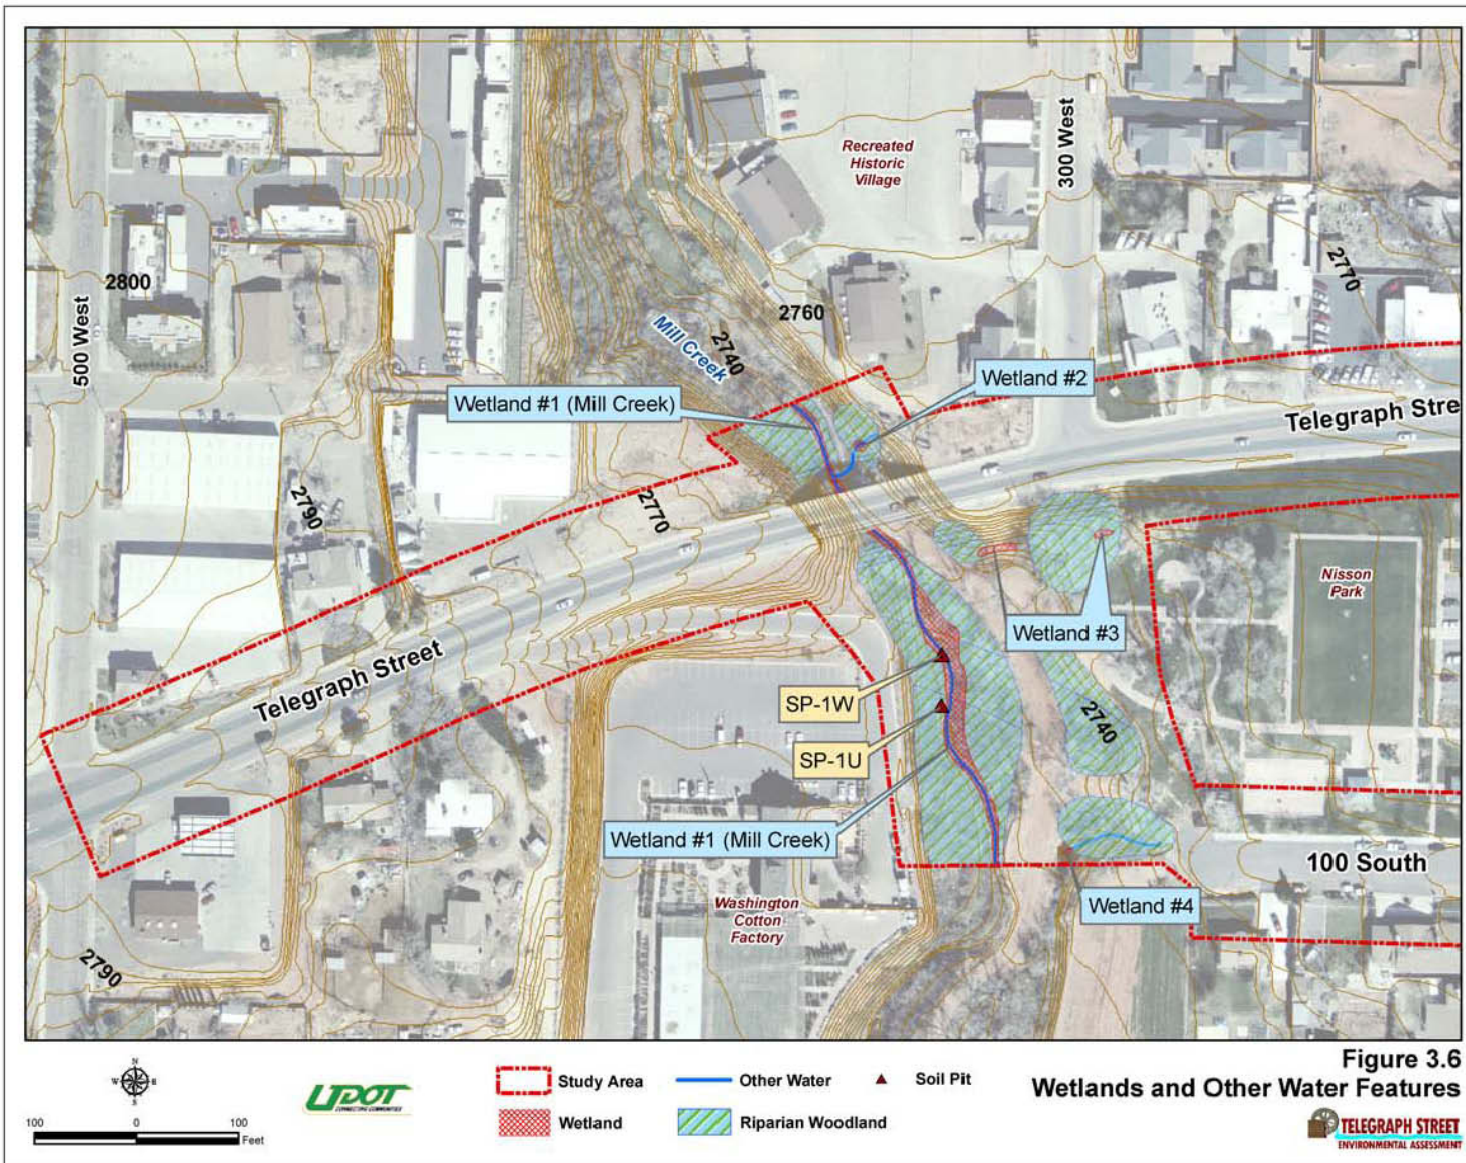 Recreated
Historic
Village
300 West
2800
500 West
2770
2760
Mill Creek
2740
Wetland #2
Wetland #1 (Mill Creek)
Telegraph Stre
2790
2770
Nisson
Park
Wetland #3
Telegraph Street
SP-1W
2740
SP-1U
Wetland #1 (Mill Creek)
100 South
Wetland #4
Washington
Cotton
Factory
2790
Figure 3.6
Wetlands and Other Water Features
N
W
E
S
UDOT
CONNECTING COMMUNITIES
Study Area
Other Water
Soil Pit
Wetland
Riparian Woodland
100
0
100
Feet
TELEGRAPH STREET
ENVIRONMENTAL ASSESSMENT